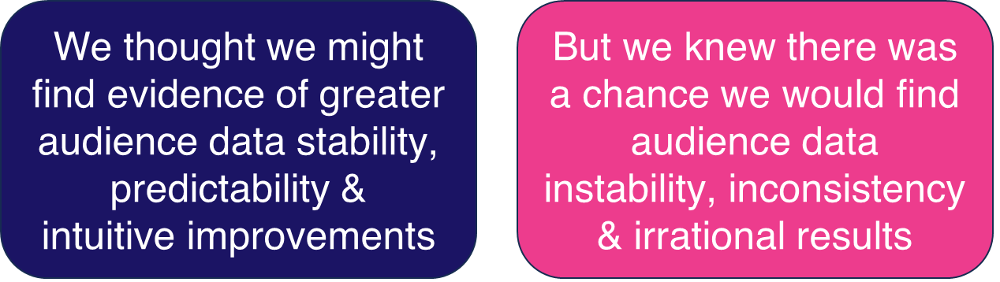 We thought we might
find evidence of greater
audience data stability,
predictability &
intuitive improvements
But we knew there was
a chance we would find
audience data
instability, inconsistency
& irrational results